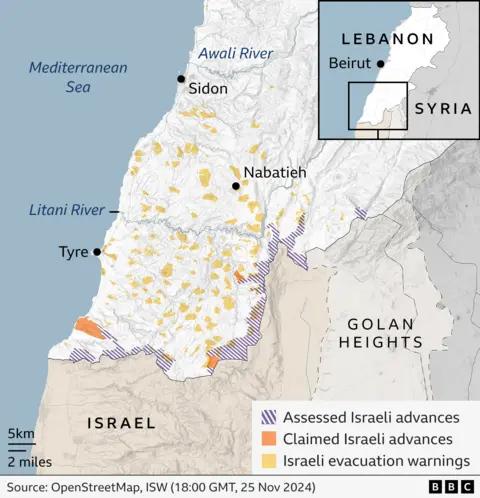 Mediterranean
Sea
Awali River
Sidon
LEBANON
Beirut
SYRIA
Nabatieh
Litani River
Tyre
GOLAN
HEIGHTS
ISRAEL
5km
2 miles
Assessed Israeli advances
Claimed Israeli advances
Israeli evacuation warnings
Source: OpenStreetMap, ISW (18:00 GMT, 25 Nov 2024)
BBC